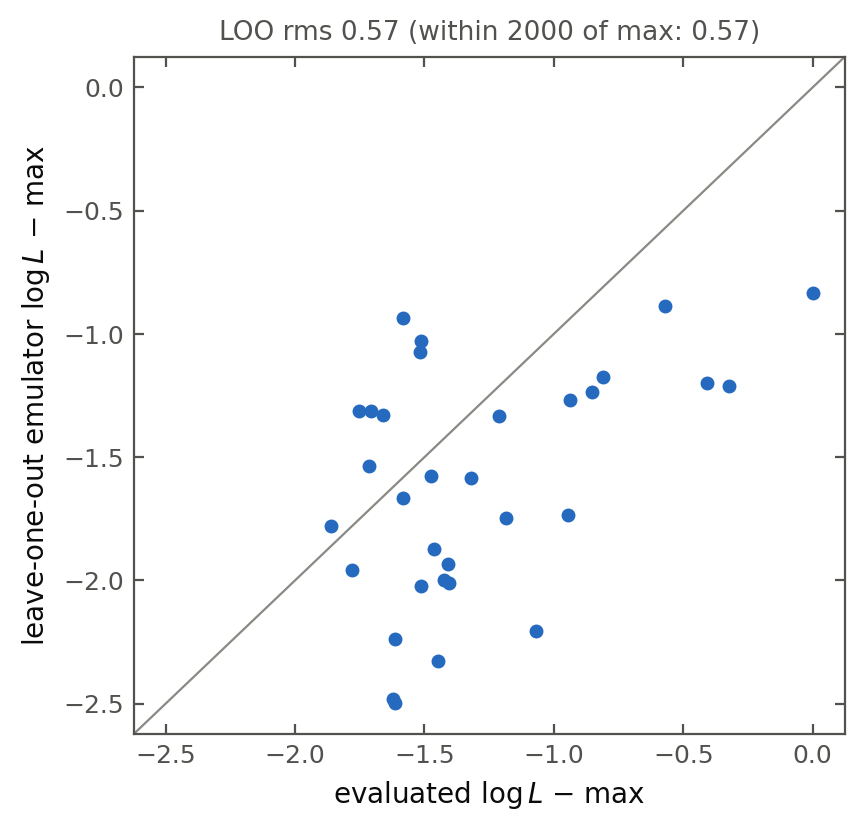 LOO rms 0.57 (within 2000 of max: 0.57)
leave-one-out emulator log L − max
0.0
−0.5
−1.0
−1.5
−2.0
−2.5
−2.5 −2.0 −1.5 −1.0 −0.5 0.0
evaluated log L − max